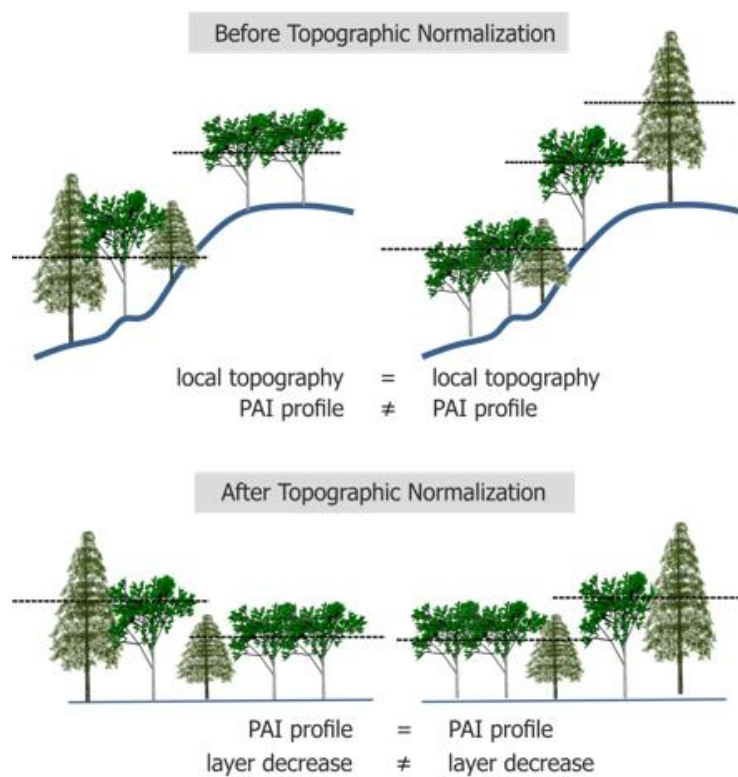 Before Topographic Normalization
local topography = local topography
PAI profile ≠ PAI profile
After Topographic Normalization
PAI profile = PAI profile
layer decrease ≠ layer decrease